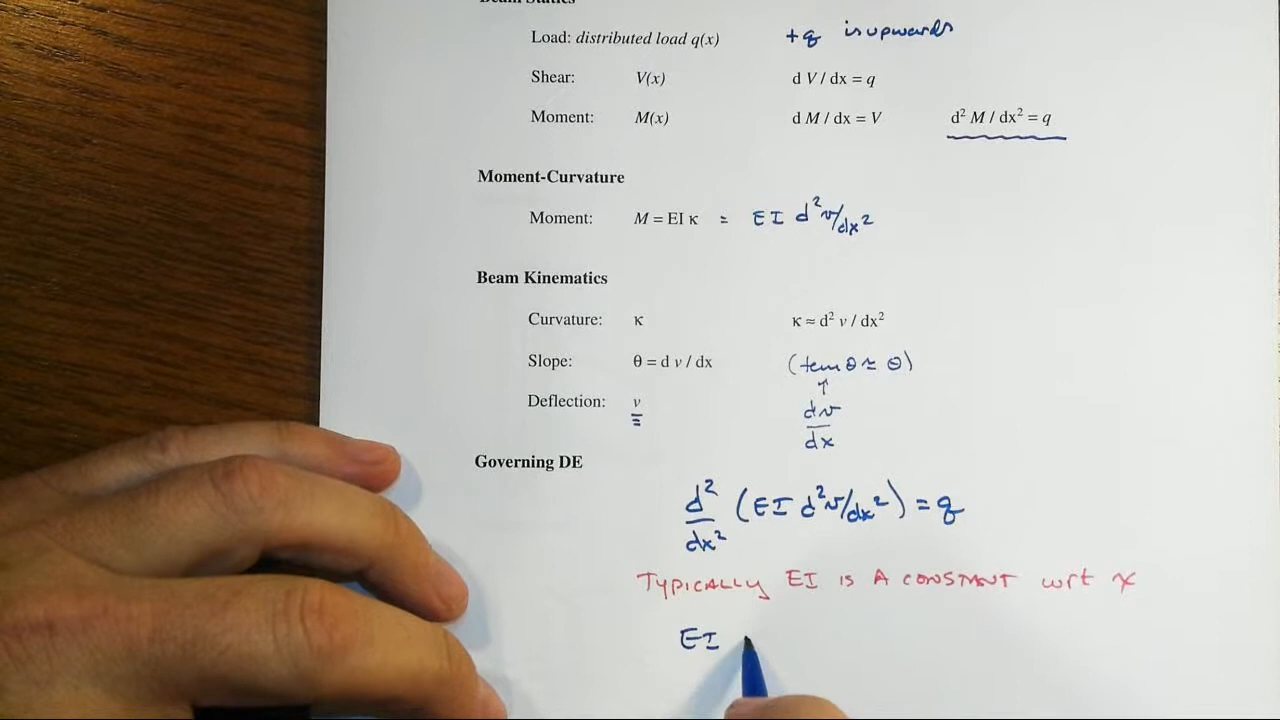 Beam Statics
Load: distributed load q(x) +q is upwards
Shear: V(x) d V / dx = q
Moment: M(x) d M / dx = V d² M / dx² = q
Moment-Curvature
Moment: M = EI κ = EI d²v/dx²
Beam Kinematics
Curvature: κ κ ≈ d² v / dx²
Slope: θ = d v / dx (tan θ ≈ θ)
↑
Deflection: v dv
dx
Governing DE
d²/dx² (EI d²v/dx²) = q
TYPICALLY EI IS A CONSTANT wrt x
EI